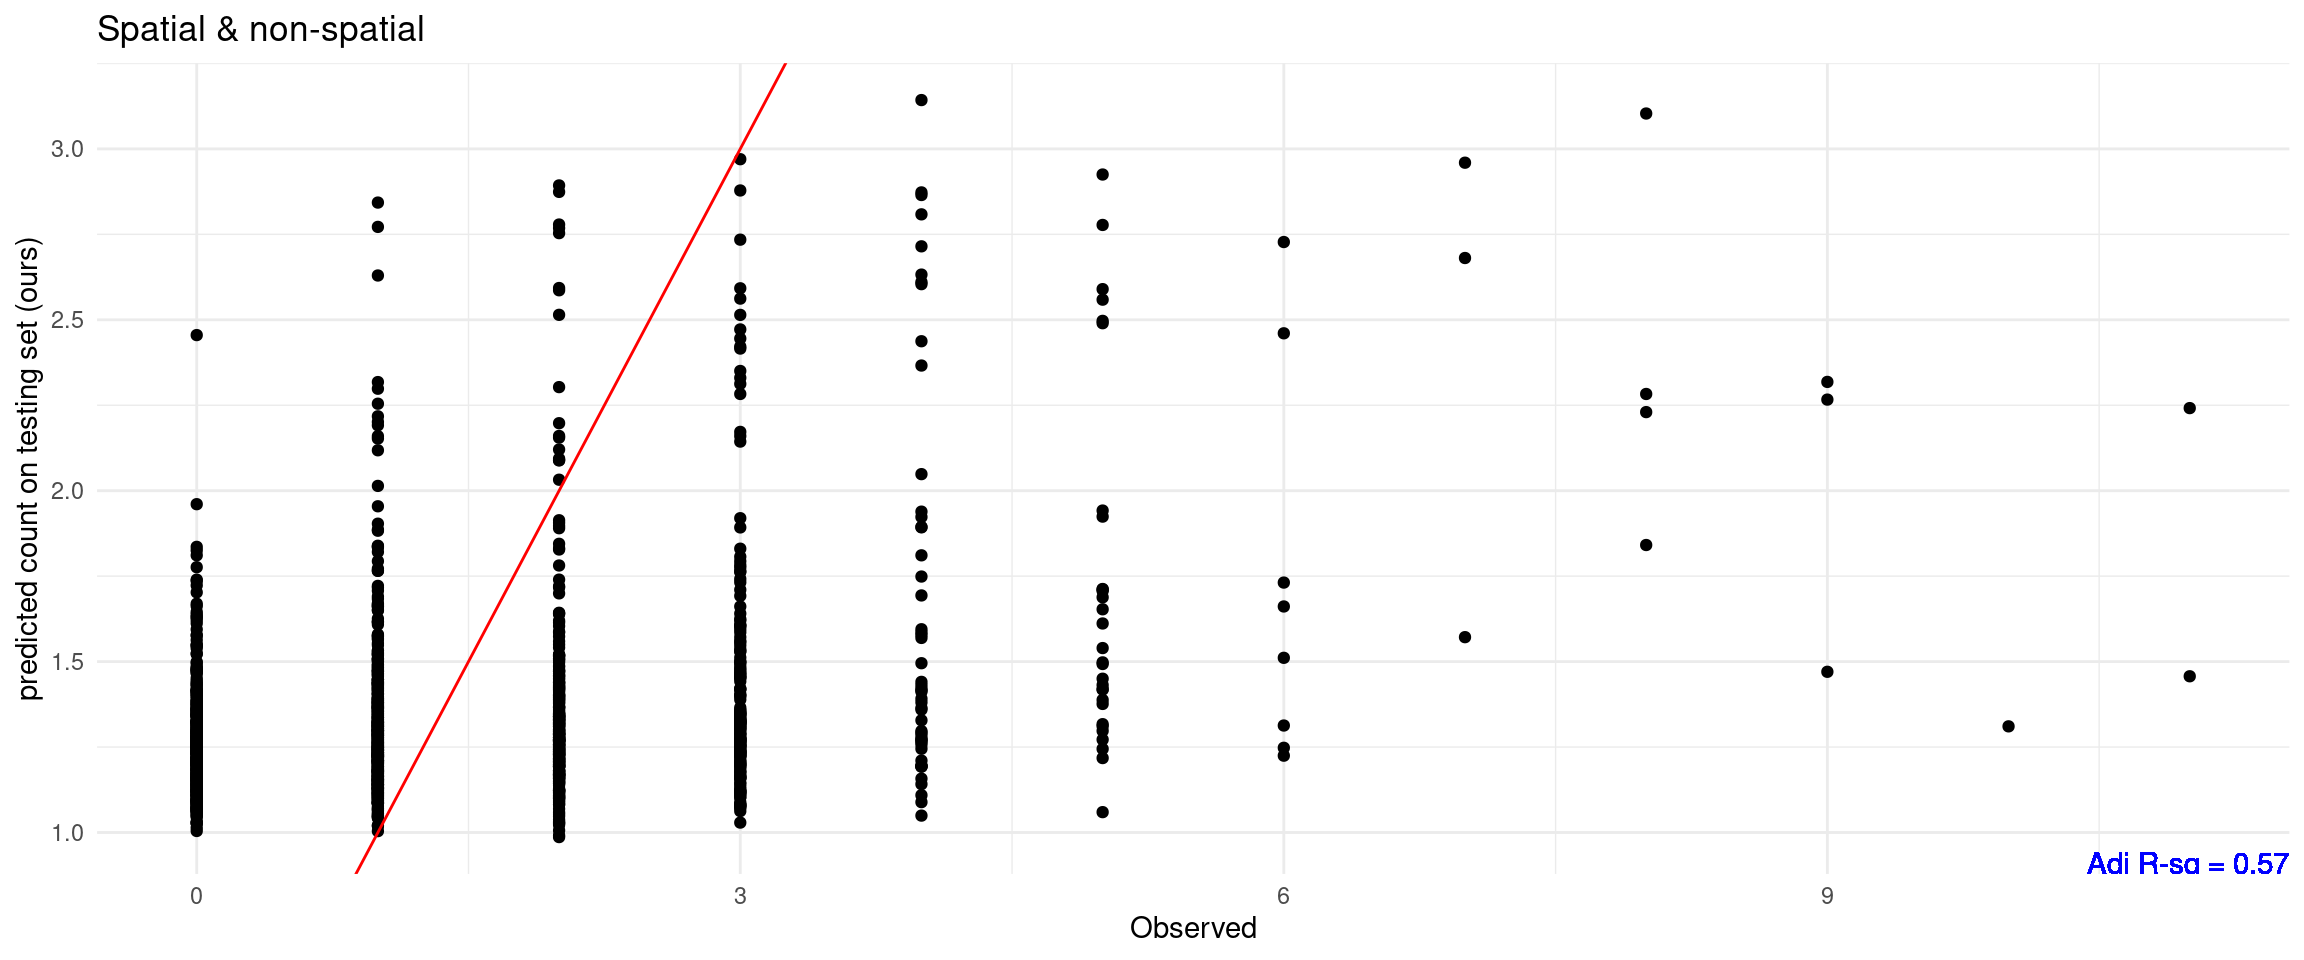 Spatial & non-spatial
predicted count on testing set (ours)
3.0
2.5
2.0
1.5
1.0
Adj R-sq = 0.57
0 3 6 9
Observed